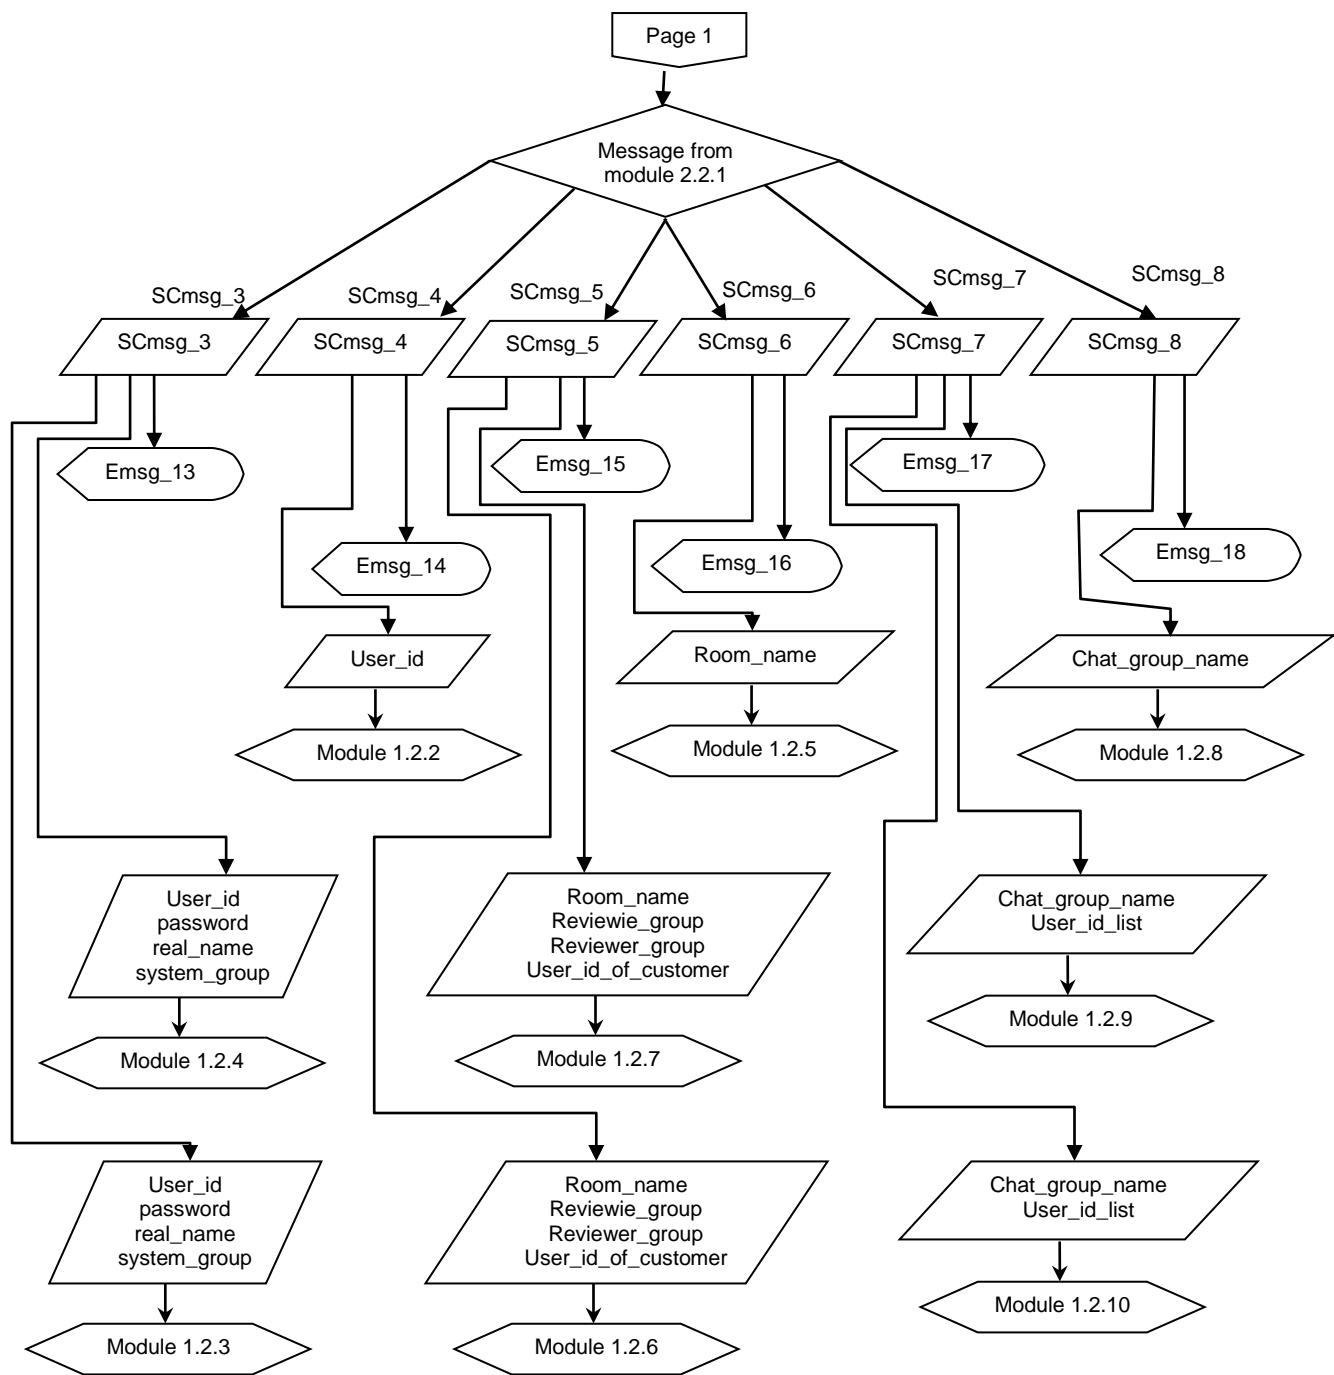 Page 1
Message from
module 2.2.1
SCmsg_3
SCmsg_4
SCmsg_5
SCmsg_6
SCmsg_7
SCmsg_8
SCmsg_3
SCmsg_4
SCmsg_5
SCmsg_6
SCmsg_7
SCmsg_8
Emsg_13
Emsg_15
Emsg_17
Emsg_14
Emsg_16
Emsg_18
User_id
Room_name
Chat_group_name
Module 1.2.2
Module 1.2.5
Module 1.2.8
User_id
password
real_name
system_group
Room_name
Reviewie_group
Reviewer_group
User_id_of_customer
Chat_group_name
User_id_list
Module 1.2.4
Module 1.2.7
Module 1.2.9
User_id
password
real_name
system_group
Room_name
Reviewie_group
Reviewer_group
User_id_of_customer
Chat_group_name
User_id_list
Module 1.2.3
Module 1.2.6
Module 1.2.10